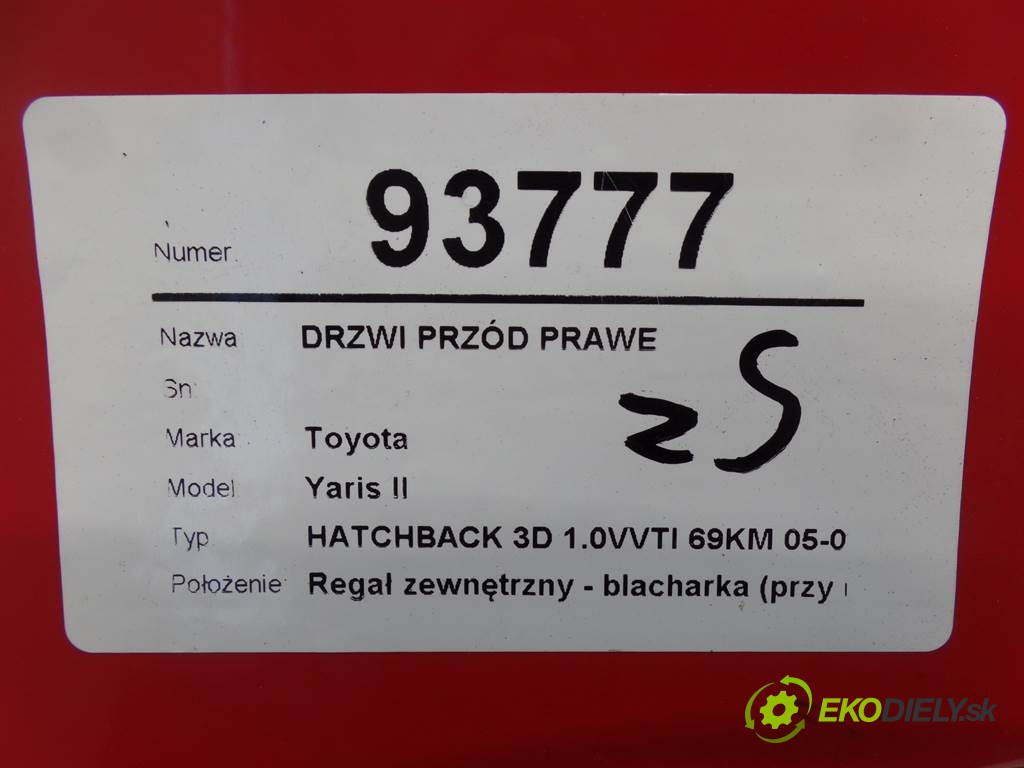 Numer 93777
Nazwa DRZWI PRZÓD PRAWE
Sn
Marka Toyota
Model Yaris II
Typ HATCHBACK 3D 1.0VVTI 69KM 05-0
Położenie Regał zewnętrzny - blacharka (przy
EKODIELY.sk